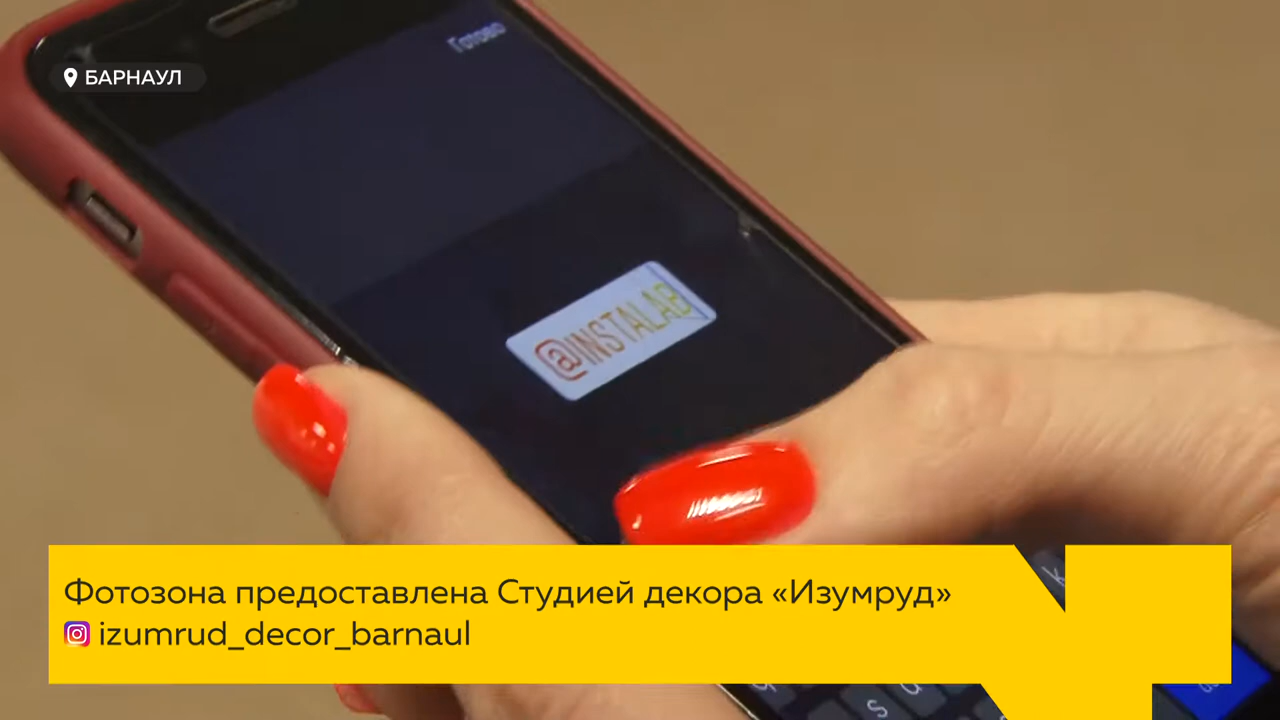 Готово
БАРНАУЛ
@INSTALAB
Фотозона предоставлена Студией декора «Изумруд»
izumrud_decor_barnaul